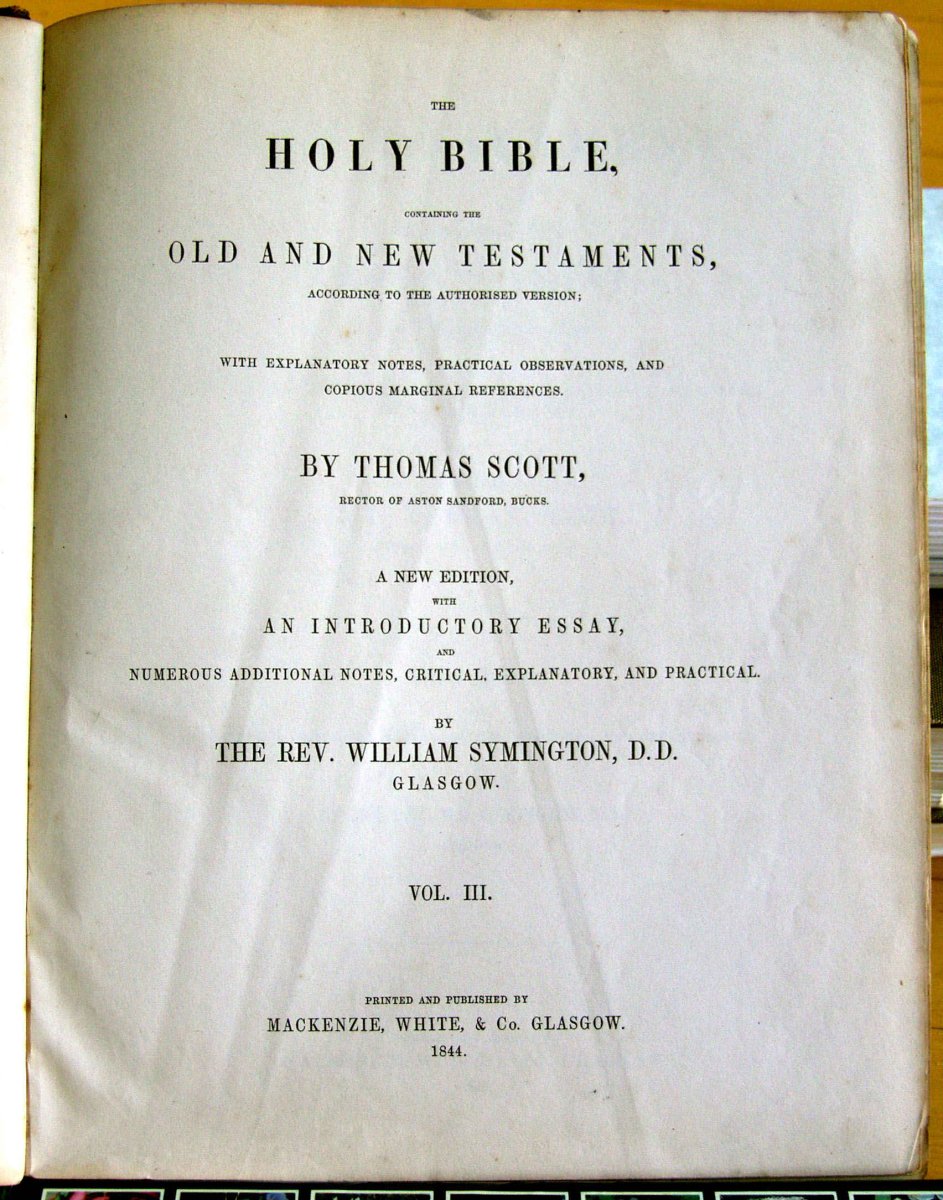 THE
HOLY BIBLE,
CONTAINING THE
OLD AND NEW TESTAMENTS,
ACCORDING TO THE AUTHORISED VERSION;
WITH EXPLANATORY NOTES, PRACTICAL OBSERVATIONS, AND
COPIOUS MARGINAL REFERENCES.
BY THOMAS SCOTT,
RECTOR OF ASTON SANDFORD, BUCKS.
A NEW EDITION,
WITH
AN INTRODUCTORY ESSAY,
AND
NUMEROUS ADDITIONAL NOTES, CRITICAL, EXPLANATORY, AND PRACTICAL.
BY
THE REV. WILLIAM SYMINGTON, D.D.
GLASGOW.
VOL. III.
PRINTED AND PUBLISHED BY
MACKENZIE, WHITE, & Co. GLASGOW.
1844.